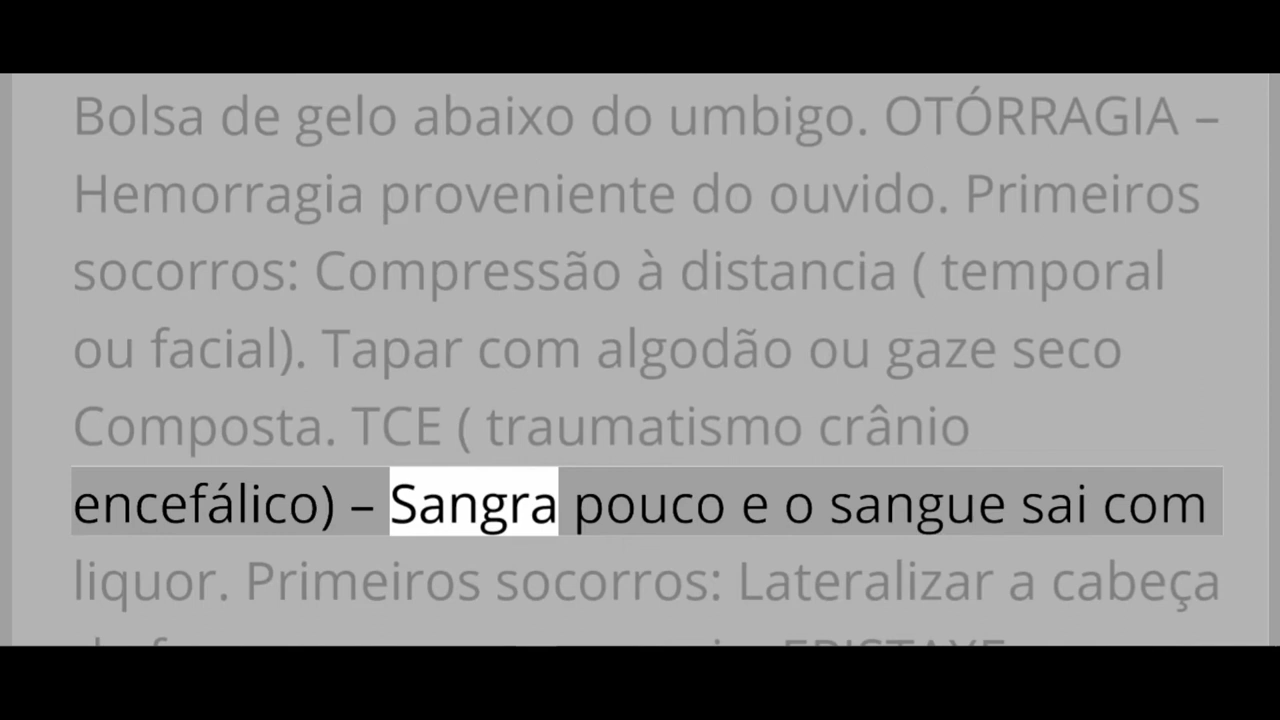 Bolsa de gelo abaixo do umbigo. OTÓRRAGIA –
Hemorragia proveniente do ouvido. Primeiros
socorros: Compressão à distancia ( temporal
ou facial). Tapar com algodão ou gaze seco
Composta. TCE ( traumatismo crânio
encefálico) – Sangra pouco e o sangue sai com
liquor. Primeiros socorros: Lateralizar a cabeça